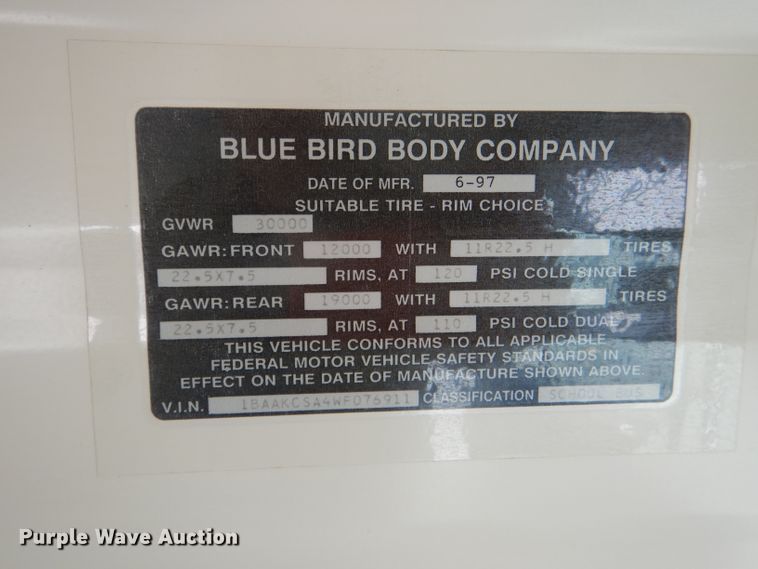 MANUFACTURED BY
BLUE BIRD BODY COMPANY
DATE OF MFR. 6-97
SUITABLE TIRE - RIM CHOICE
GVWR 30000
GAWR: FRONT 12000 WITH 11R22.5 H TIRES
22.5X7.5 RIMS, AT 120 PSI COLD SINGLE
GAWR: REAR 19000 WITH 11R22.5 H TIRES
22.5X7.5 RIMS, AT 110 PSI COLD DUAL
THIS VEHICLE CONFORMS TO ALL APPLICABLE
FEDERAL MOTOR VEHICLE SAFETY STANDARDS IN
EFFECT ON THE DATE OF MANUFACTURE SHOWN ABOVE.
V.I.N. 1BAAKCSA4WF076911 CLASSIFICATION SCHOOL BUS
Purple Wave Auction